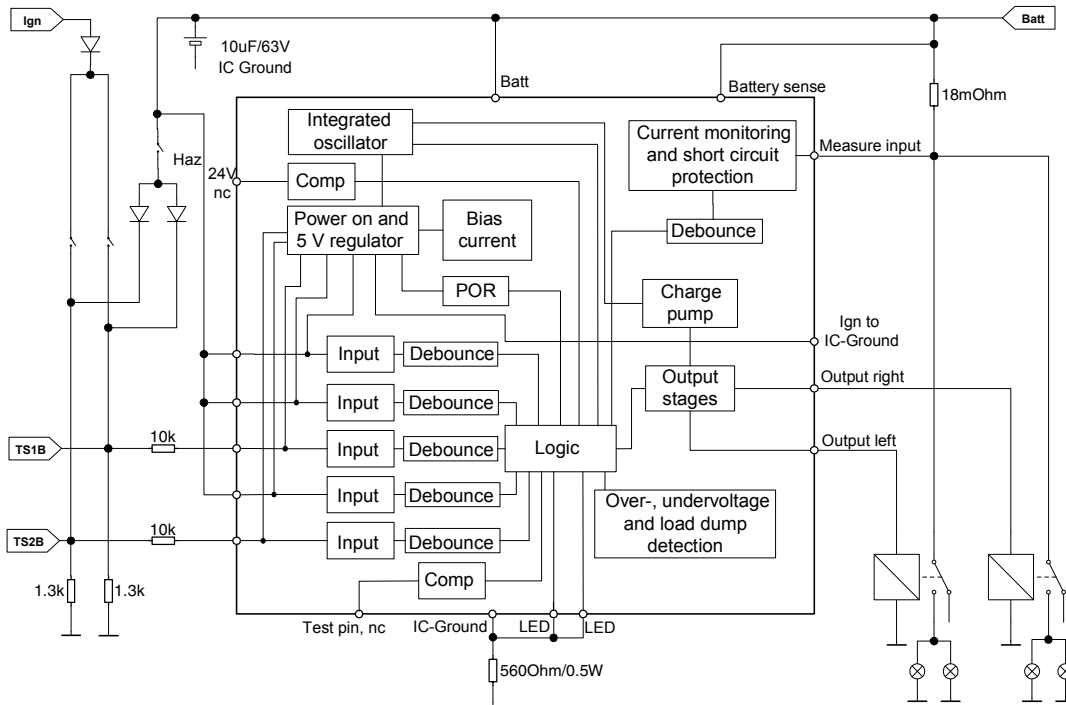 Ign
Batt
10uF/63V
IC Ground
Batt
Battery sense
18mOhm
Integrated
oscillator
Current monitoring
and short circuit
protection
Measure input
Haz
24V
nc
Comp
Power on and
5 V regulator
Bias
current
Debounce
POR
Charge
pump
Ign to
IC-Ground
Input
Debounce
Output
stages
Output right
Input
Debounce
TS1B
10k
Input
Debounce
Logic
Output left
Input
Debounce
Over-, undervoltage
and load dump
detection
TS2B
10k
Input
Debounce
Comp
1.3k
1.3k
Test pin, nc
IC-Ground
LED
LED
560Ohm/0.5W